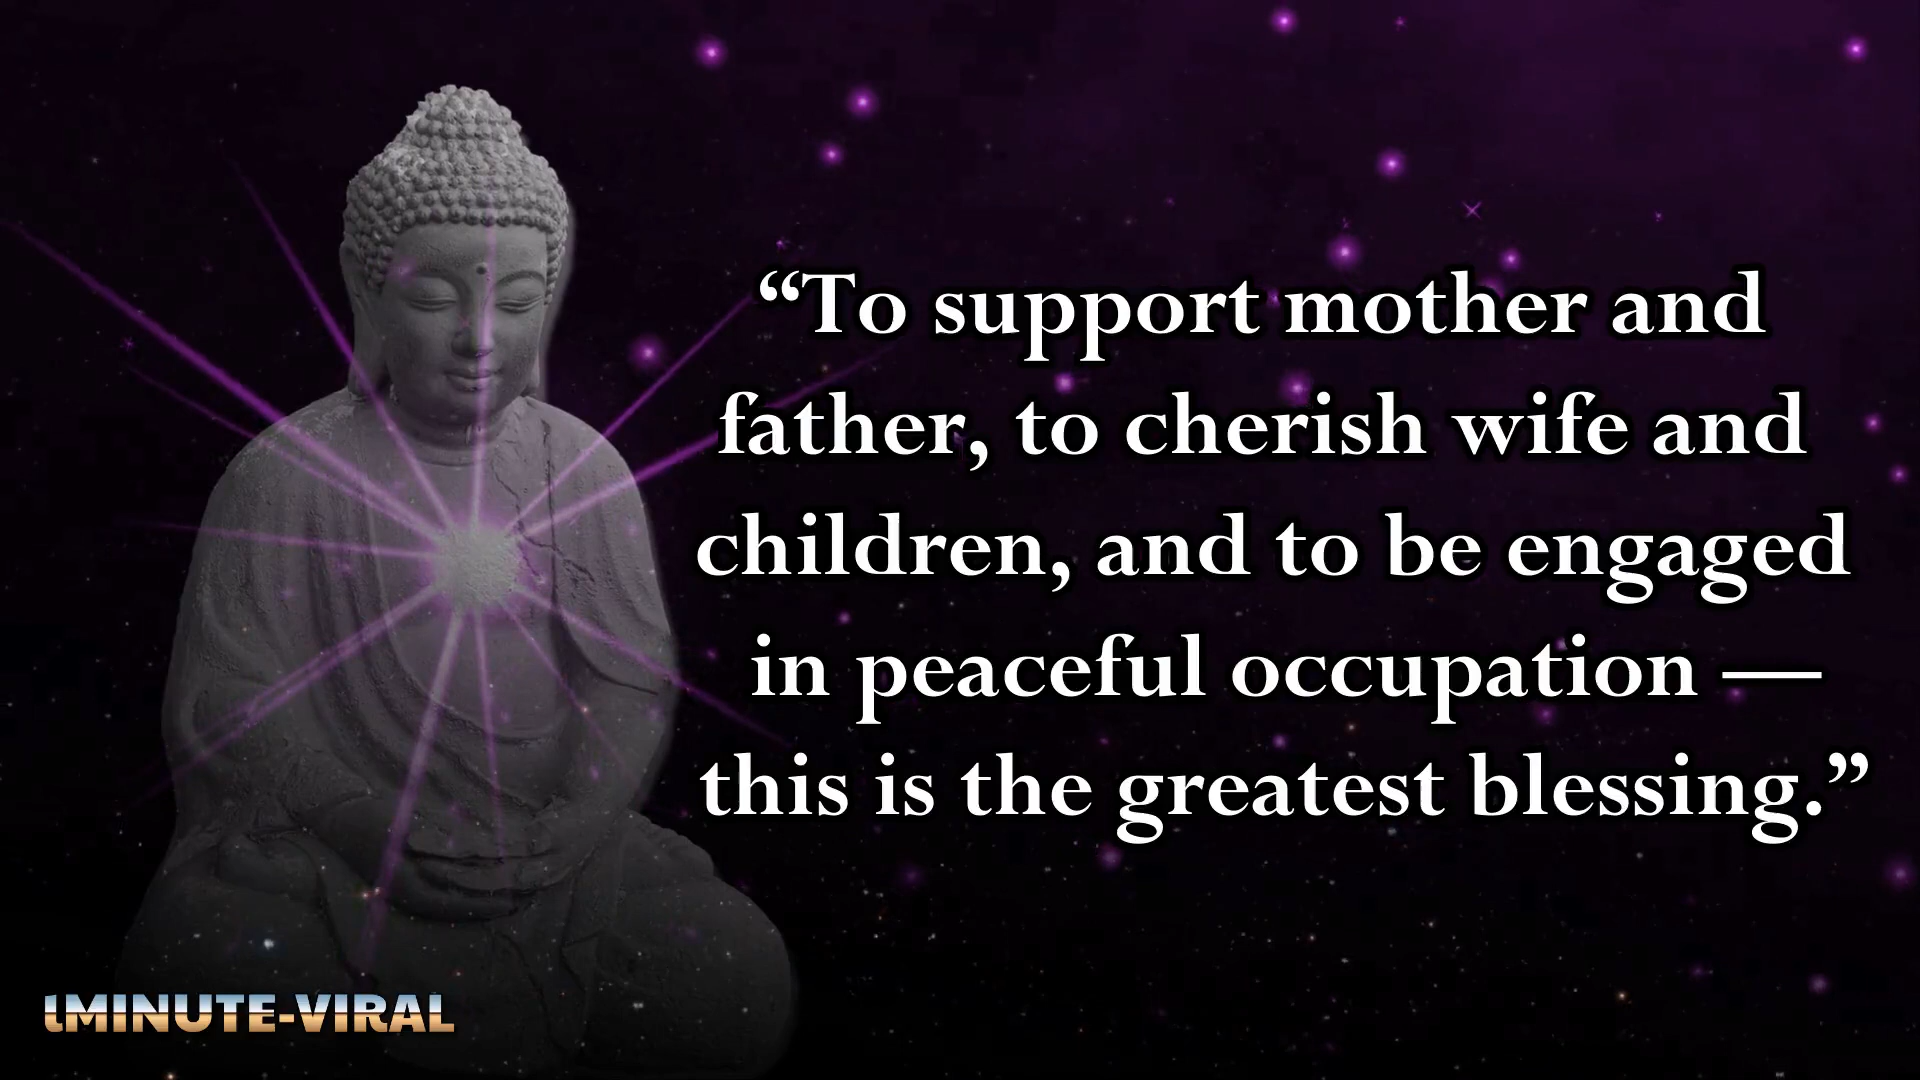 “To support mother and
father, to cherish wife and
children, and to be engaged
in peaceful occupation —
this is the greatest blessing.”
1MINUTE-VIRAL